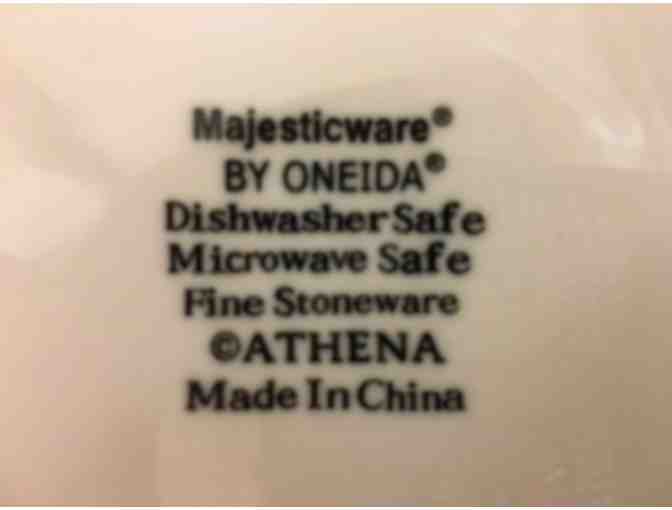 Majesticware®
BY ONEIDA®
Dishwasher Safe
Microwave Safe
Fine Stoneware
©ATHENA
Made In China